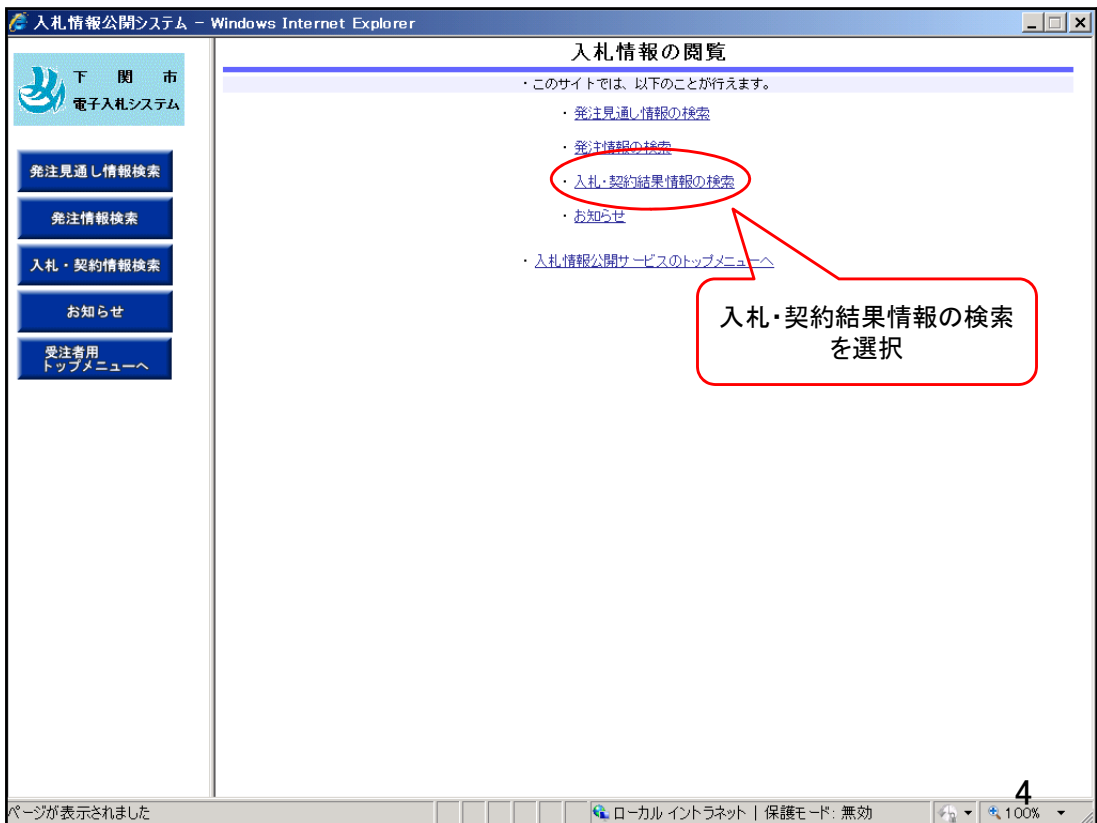 入札情報公開システム - Windows Internet Explorer
下関市
電子入札システム
発注見通し情報検索
発注情報検索
入札・契約情報検索
お知らせ
受注者用
トップメニューへ
入札情報の閲覧
・このサイトでは、以下のことが行えます。
・発注見通し情報の検索
・発注情報の検索
・入札・契約結果情報の検索
・お知らせ
・入札情報公開サービスのトップメニューへ
入札・契約結果情報の検索
を選択
4
ページが表示されました
ローカル イントラネット | 保護モード: 無効
100%